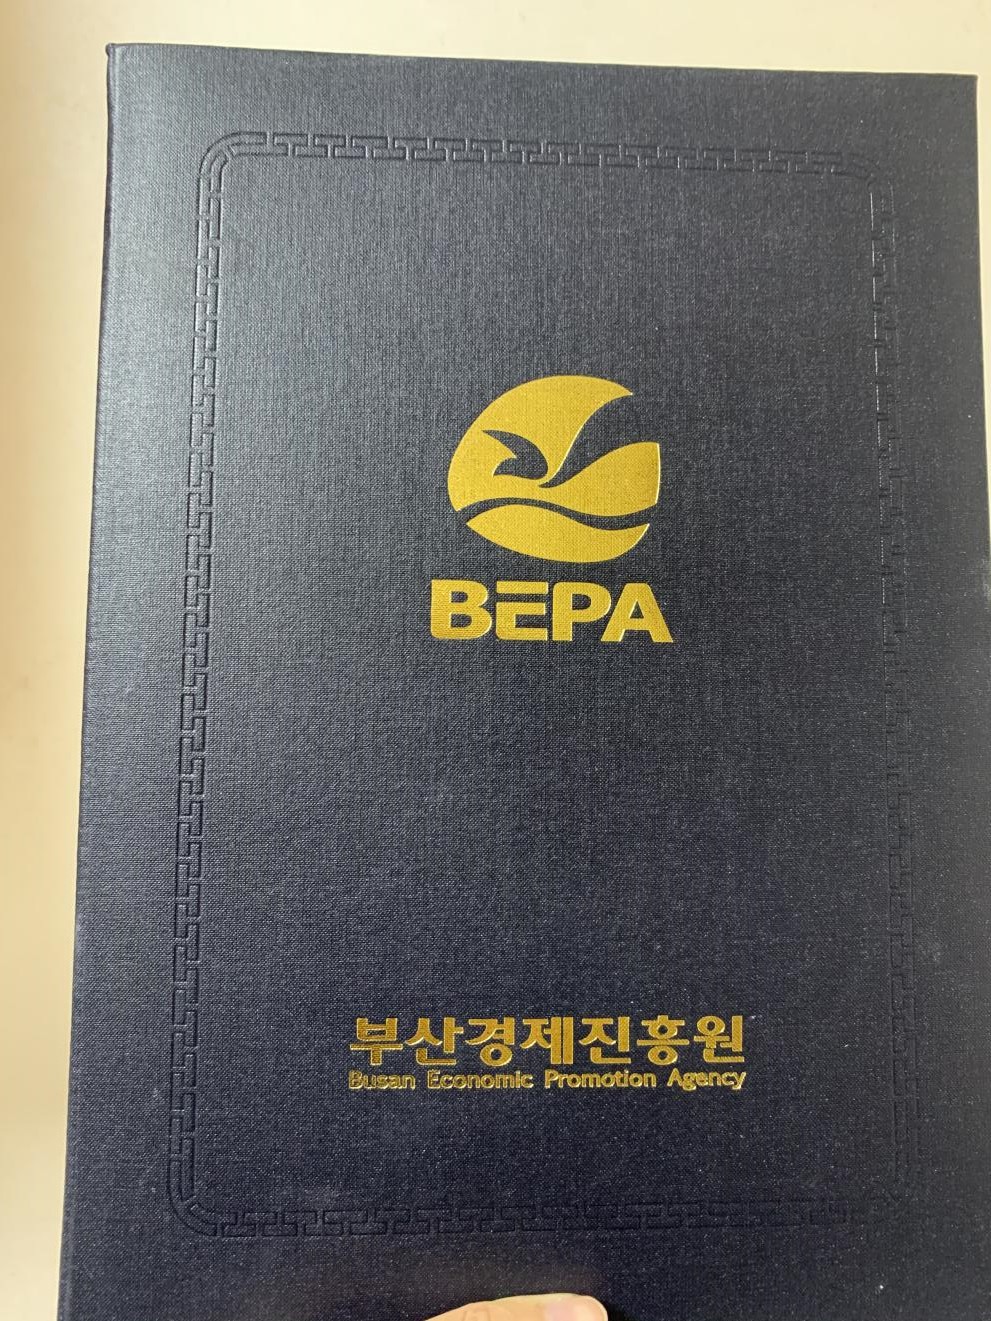 BEPA
부산경제진흥원
Busan Economic Promotion Agency